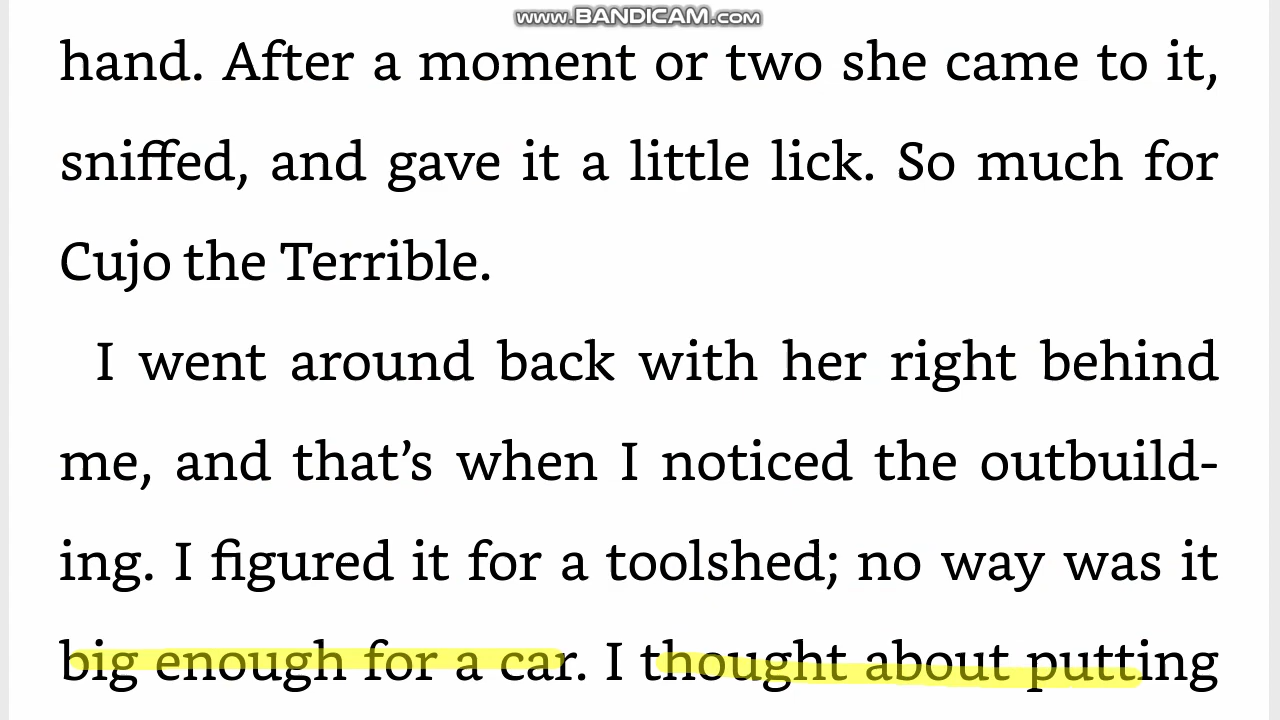 www.BANDICAM.com
hand. After a moment or two she came to it,
sniffed, and gave it a little lick. So much for
Cujo the Terrible.
I went around back with her right behind
me, and that’s when I noticed the outbuild-
ing. I figured it for a toolshed; no way was it
big enough for a car. I thought about putting